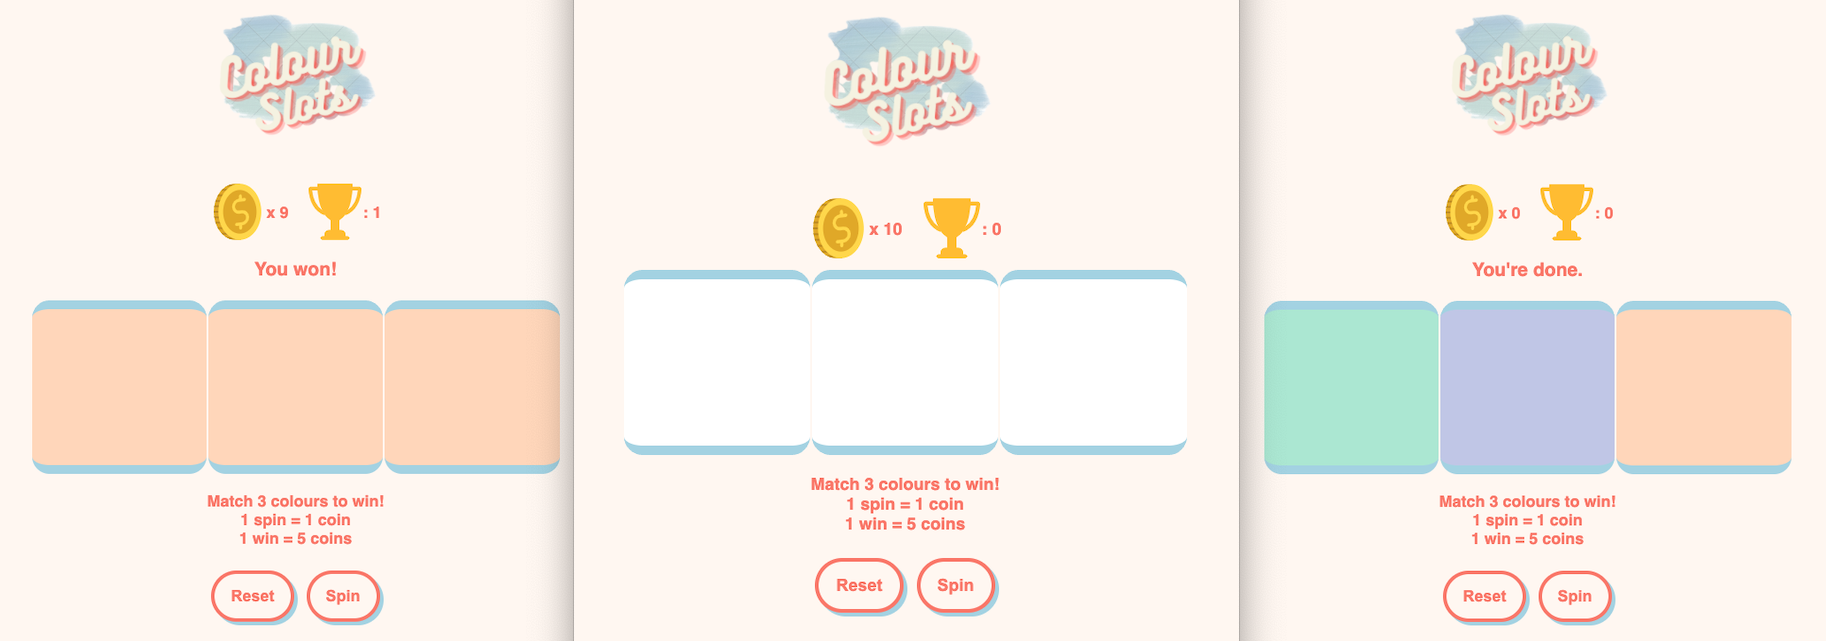 Colour
Slots
$ x 9 : 1
You won!
Match 3 colours to win!
1 spin = 1 coin
1 win = 5 coins
Reset Spin
Colour
Slots
$ x 10 : 0
Match 3 colours to win!
1 spin = 1 coin
1 win = 5 coins
Reset Spin
Colour
Slots
$ x 0 : 0
You're done.
Match 3 colours to win!
1 spin = 1 coin
1 win = 5 coins
Reset Spin